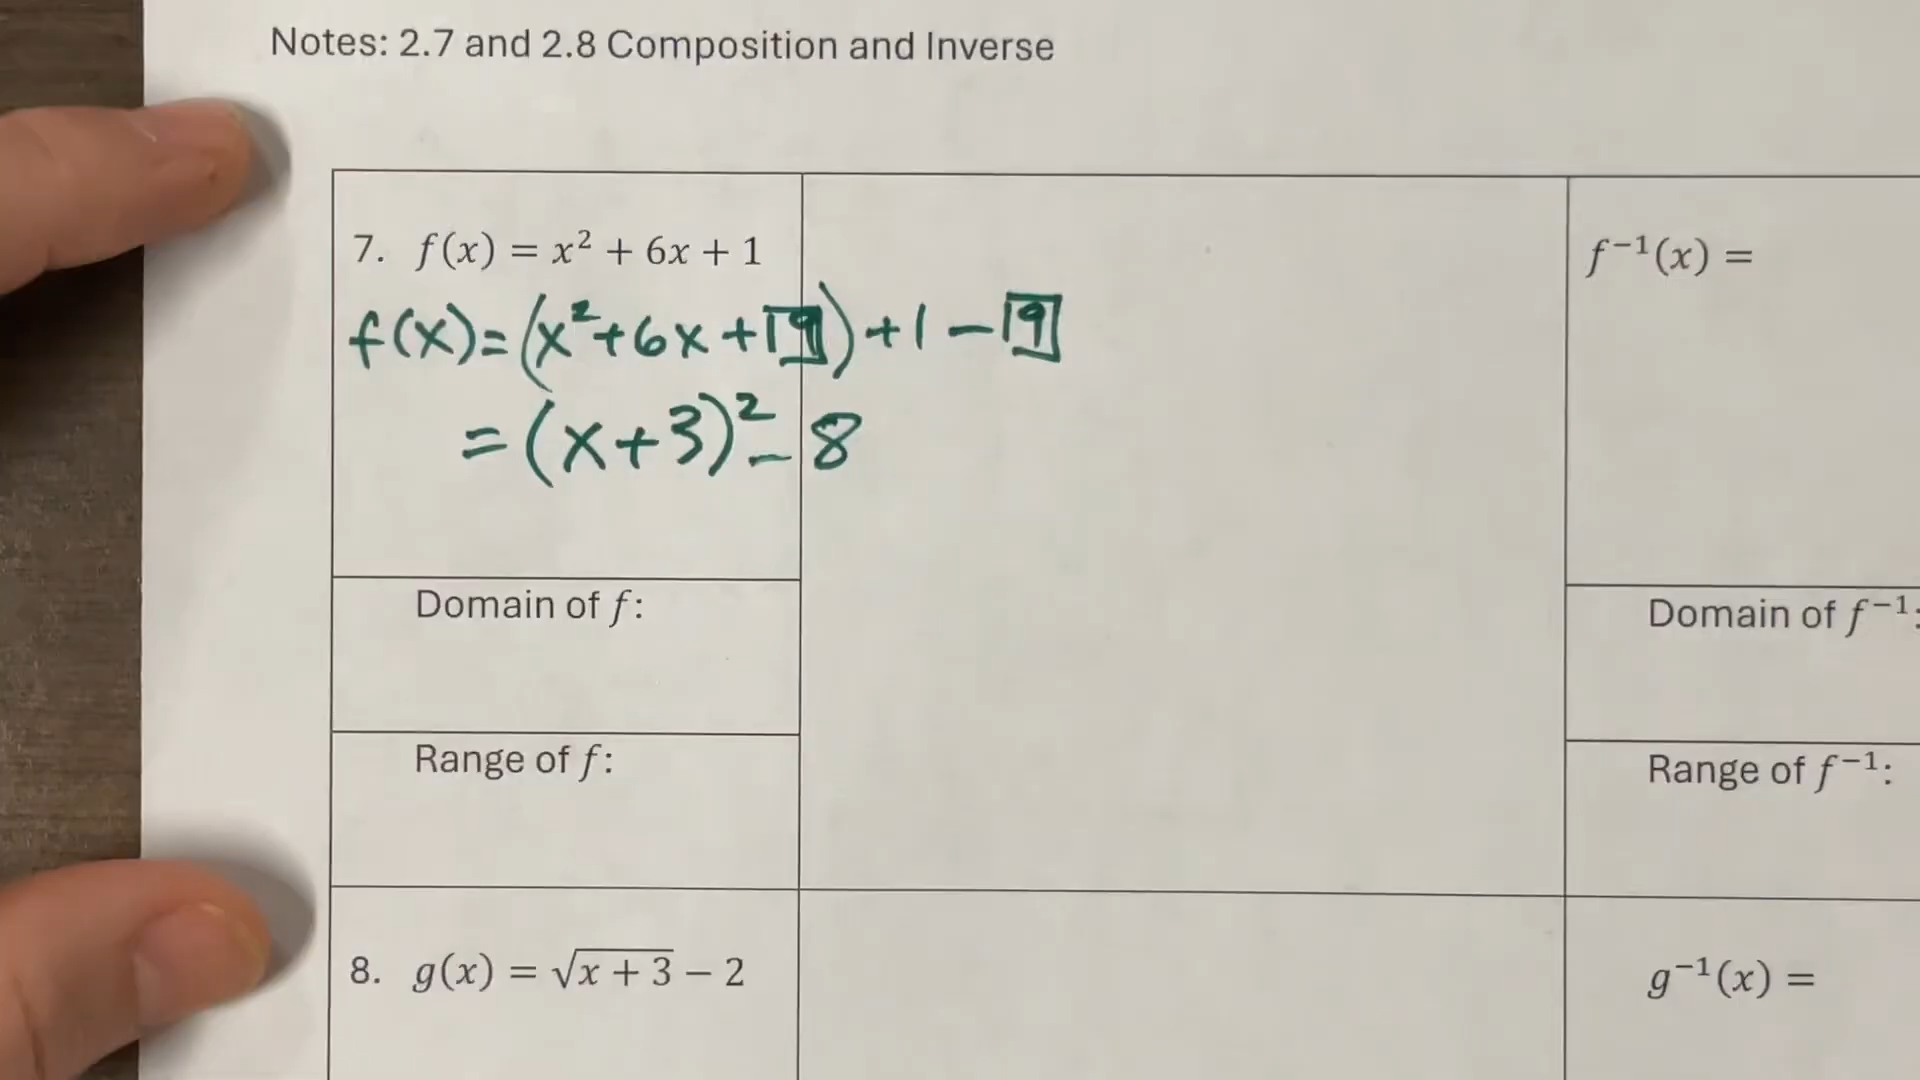 Notes: 2.7 and 2.8 Composition and Inverse
7. f(x) = x² + 6x + 1
f(x) = (x² + 6x + 9) + 1 − 9
= (x + 3)² − 8
f⁻¹(x) =
Domain of f:
Domain of f⁻¹:
Range of f:
Range of f⁻¹:
8. g(x) = √(x + 3) − 2
g⁻¹(x) =